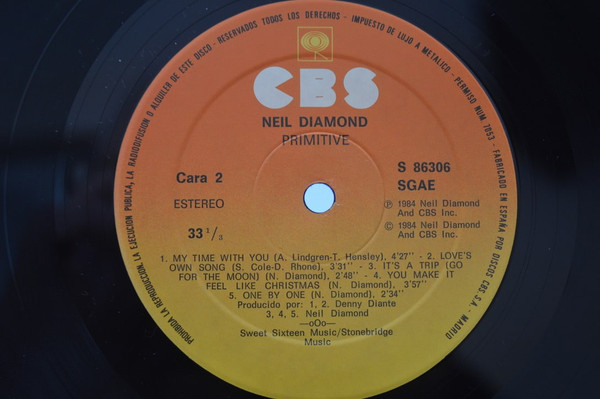 PROHIBIDA LA REPRODUCCION, LA EJECUCION PUBLICA, LA RADIODIFUSION O ALQUILER DE ESTE DISCO - RESERVADOS TODOS LOS DERECHOS - IMPUESTO DE LUJO A METALICO - PERMISO NUM 7053 - FABRICADO EN ESPAÑA POR DISCOS CBS. S.A. - MADRID
CBS
NEIL DIAMOND
PRIMITIVE
Cara 2
S 86306
SGAE
ESTEREO
℗ 1984 Neil Diamond
And CBS Inc.
© 1984 Neil Diamond
And CBS Inc.
33 1/3
1. MY TIME WITH YOU (A. Lindgren-T. Hensley), 4'27" - 2. LOVE'S
OWN SONG (S. Cole-D. Rhone), 3'31" - 3. IT'S A TRIP (GO
FOR THE MOON) (N. Diamond), 2'48" - 4. YOU MAKE IT
FEEL LIKE CHRISTMAS (N. Diamond), 3'57"
5. ONE BY ONE (N. Diamond), 2'34"
Producido por: 1, 2. Denny Diante
3, 4, 5. Neil Diamond
—oOo—
Sweet Sixteen Music/Stonebridge
Music